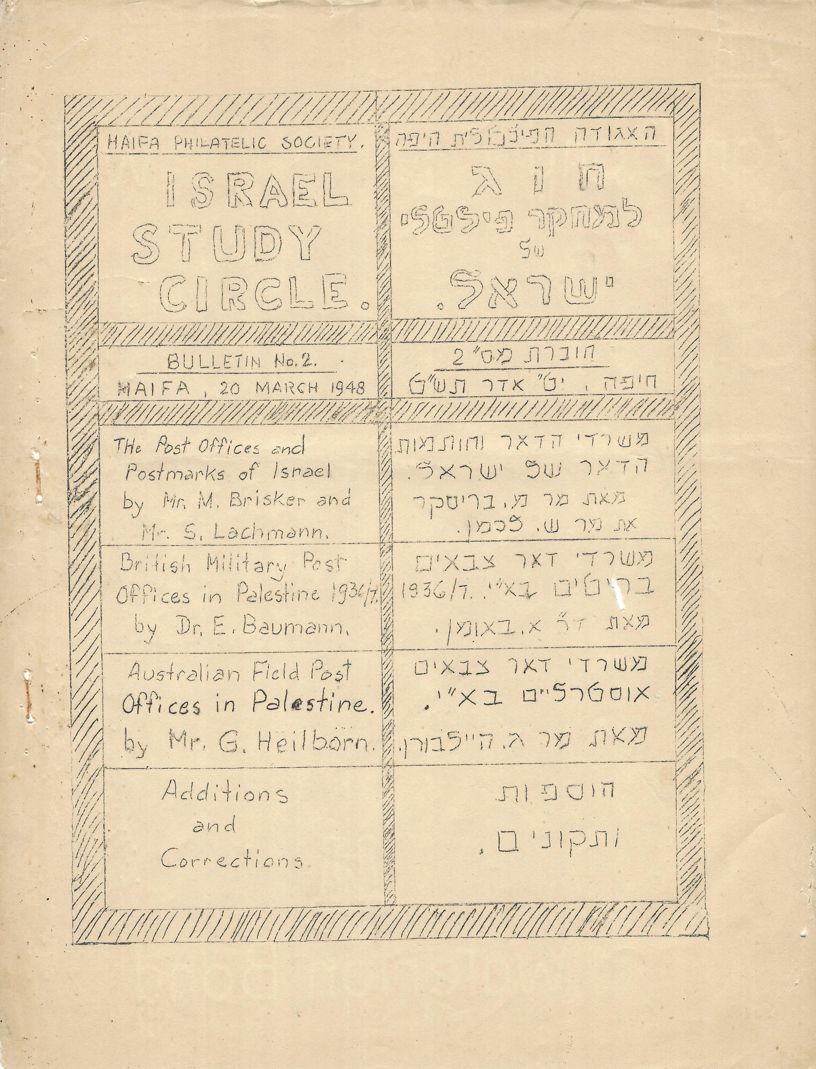 HAIFA PHILATELIC SOCIETY.
ISRAEL
STUDY
CIRCLE.
BULLETIN No. 2.
HAIFA, 20 MARCH 1948
THe Post Offices and
Postmarks of Israel
by Mr. M. Brisker and
Mr. S. Lachmann.
British Military Post
Offices in Palestine 1936/7.
by Dr. E. Baumann.
Australian Field Post
Offices in Palestine.
by Mr. G. Heilborn.
Additions
and
Corrections.
האגודה הפילבולית חיפה
חוג
למחקר פילטלי
של
ישראל.
חוברת מס" 2
חיפה, יט" אדר תש"ט
משרדי הדאר וחותמות
הדאר של ישראל.
מאת מר מ. בריסקר
את מר ש. לכמן.
משרדי דאר צבאים
בריטים בא"י. 1936/7.
מאת ד"ר א. באומן.
משרדי דאר צבאים
אוסטרליים בא"י.
מאת מר ג. היילבורן.
הוספות
ותקונים.